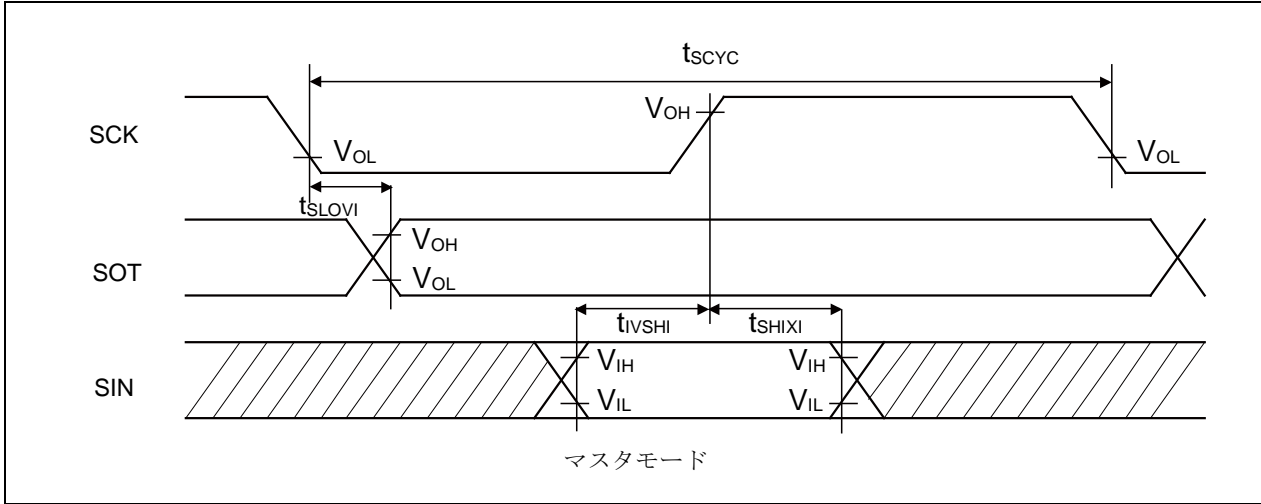 tSCYC
SCK
VOH
VOL
VOL
tSLOVI
SOT
VOH
VOL
tIVSHI
tSHIXI
SIN
VIH
VIH
VIL
VIL
マスタモード